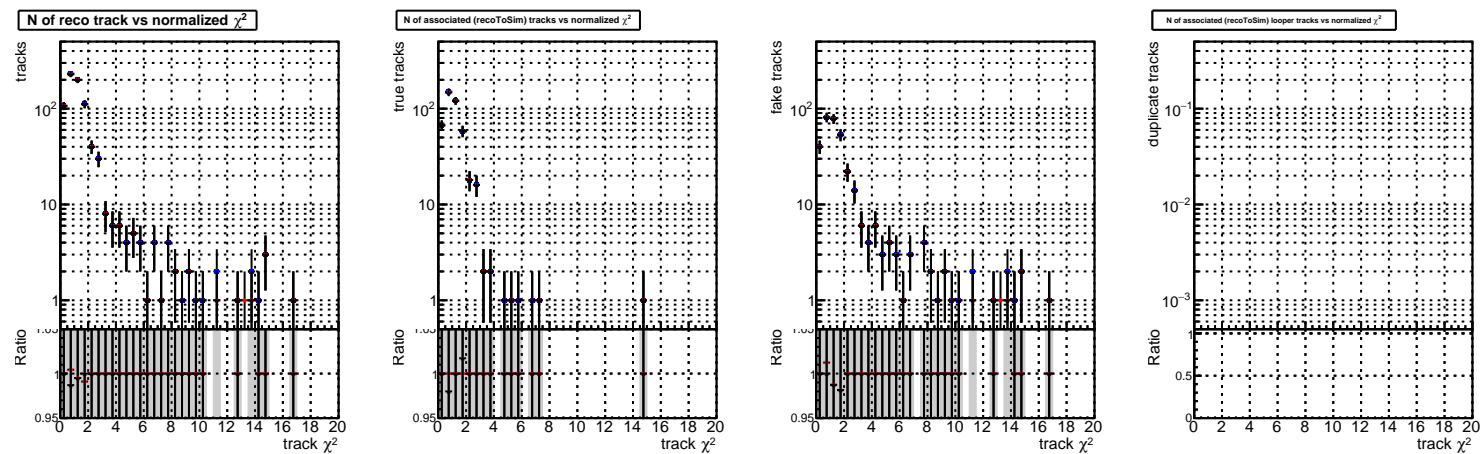 N of reco track vs normalized χ²
tracks
10²
10
1
Ratio
1.05
1
0.95
0 2 4 6 8 10 12 14 16 18 20
track χ²
N of associated (recoToSim) tracks vs normalized χ²
true tracks
10²
10
1
Ratio
1.05
1
0.95
0 2 4 6 8 10 12 14 16 18 20
track χ²
fake tracks
10²
10
1
Ratio
1.05
1
0.95
0 2 4 6 8 10 12 14 16 18 20
track χ²
N of associated (recoToSim) looper tracks vs normalized χ²
duplicate tracks
10⁻¹
10⁻²
10⁻³
Ratio
1
0.5
0
0 2 4 6 8 10 12 14 16 18 20
track χ²